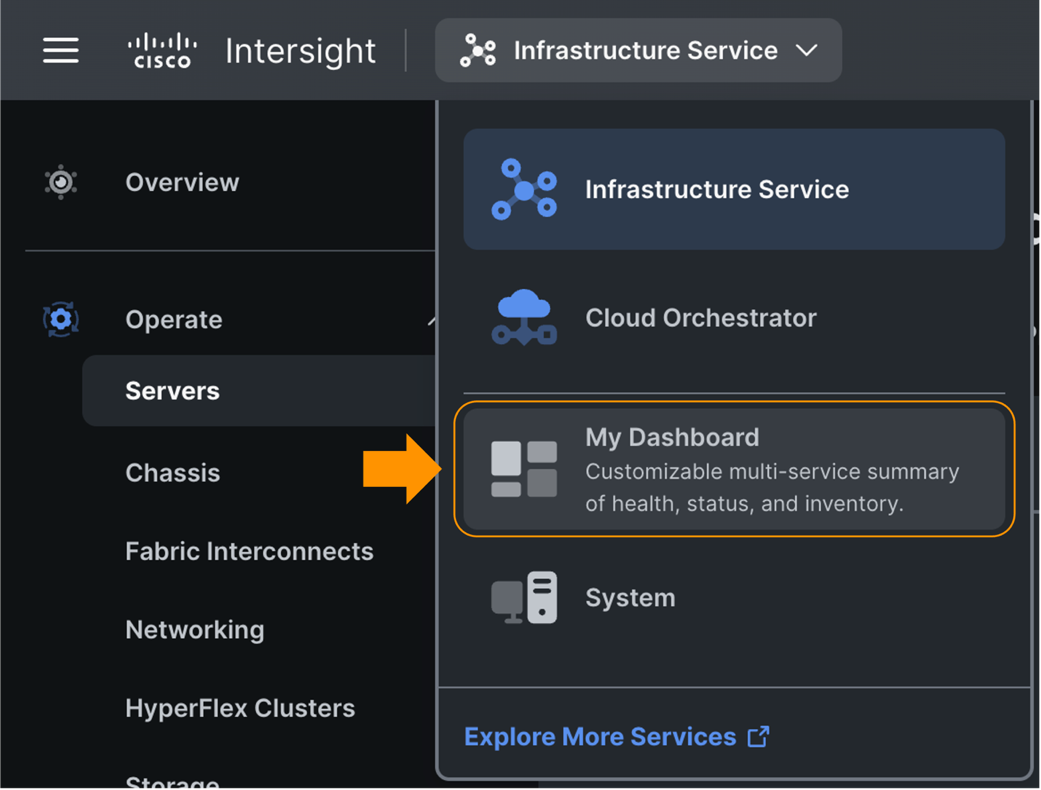 cisco Intersight Infrastructure Service
Overview
Operate
Servers
Chassis
Fabric Interconnects
Networking
HyperFlex Clusters
Storage
Infrastructure Service
Cloud Orchestrator
My Dashboard
Customizable multi-service summary
of health, status, and inventory.
System
Explore More Services